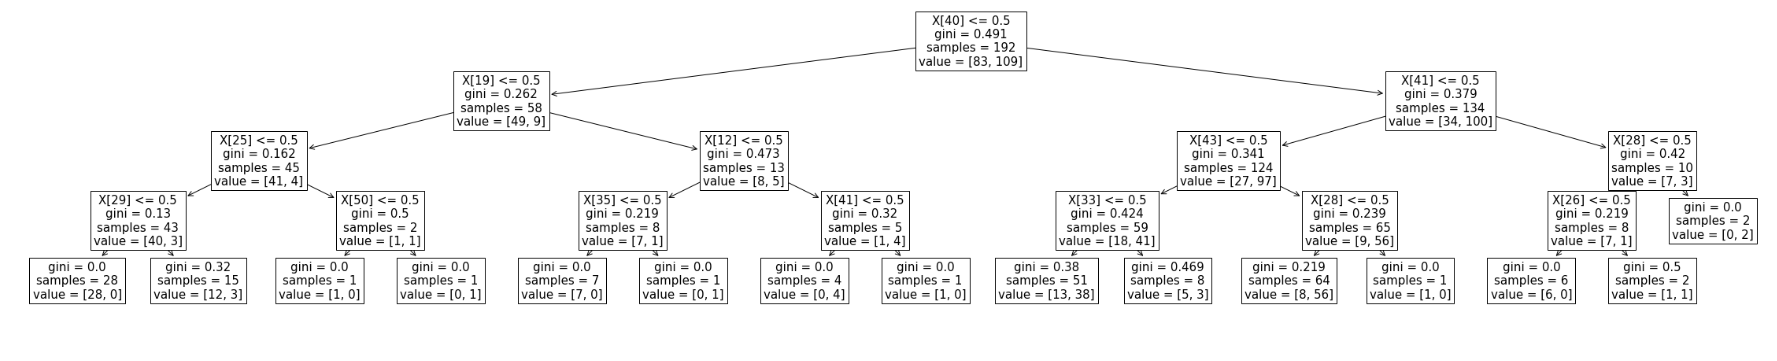 X[40] <= 0.5
gini = 0.491
samples = 192
value = [83, 109]
X[19] <= 0.5
gini = 0.262
samples = 58
value = [49, 9]
X[41] <= 0.5
gini = 0.379
samples = 134
value = [34, 100]
X[25] <= 0.5
gini = 0.162
samples = 45
value = [41, 4]
X[12] <= 0.5
gini = 0.473
samples = 13
value = [8, 5]
X[43] <= 0.5
gini = 0.341
samples = 124
value = [27, 97]
X[28] <= 0.5
gini = 0.42
samples = 10
value = [7, 3]
X[29] <= 0.5
gini = 0.13
samples = 43
value = [40, 3]
X[50] <= 0.5
gini = 0.5
samples = 2
value = [1, 1]
X[35] <= 0.5
gini = 0.219
samples = 8
value = [7, 1]
X[41] <= 0.5
gini = 0.32
samples = 5
value = [1, 4]
X[33] <= 0.5
gini = 0.424
samples = 59
value = [18, 41]
X[28] <= 0.5
gini = 0.239
samples = 65
value = [9, 56]
X[26] <= 0.5
gini = 0.219
samples = 8
value = [7, 1]
gini = 0.0
samples = 2
value = [0, 2]
gini = 0.0
samples = 28
value = [28, 0]
gini = 0.32
samples = 15
value = [12, 3]
gini = 0.0
samples = 1
value = [1, 0]
gini = 0.0
samples = 1
value = [0, 1]
gini = 0.0
samples = 7
value = [7, 0]
gini = 0.0
samples = 1
value = [0, 1]
gini = 0.0
samples = 4
value = [0, 4]
gini = 0.0
samples = 1
value = [1, 0]
gini = 0.38
samples = 51
value = [13, 38]
gini = 0.469
samples = 8
value = [5, 3]
gini = 0.219
samples = 64
value = [8, 56]
gini = 0.0
samples = 1
value = [1, 0]
gini = 0.0
samples = 6
value = [6, 0]
gini = 0.5
samples = 2
value = [1, 1]